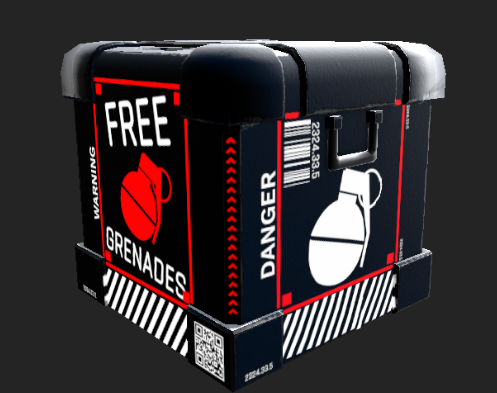 FREE
WARNING
GRENADES
DANGER
2324.33.5
2324.33.5